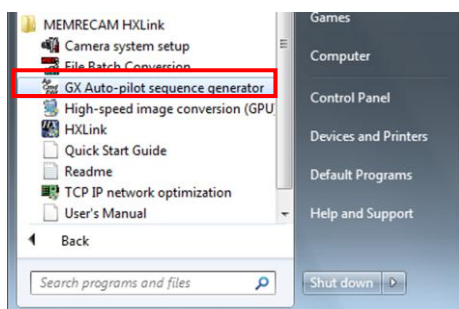 MEMRECAM HXLink
Camera system setup
File Batch Conversion
GX Auto-pilot sequence generator
High-speed image conversion (GPU
HXLink
Quick Start Guide
Readme
TCP IP network optimization
User's Manual
Back
Search programs and files
Games
Computer
Control Panel
Devices and Printers
Default Programs
Help and Support
Shut down